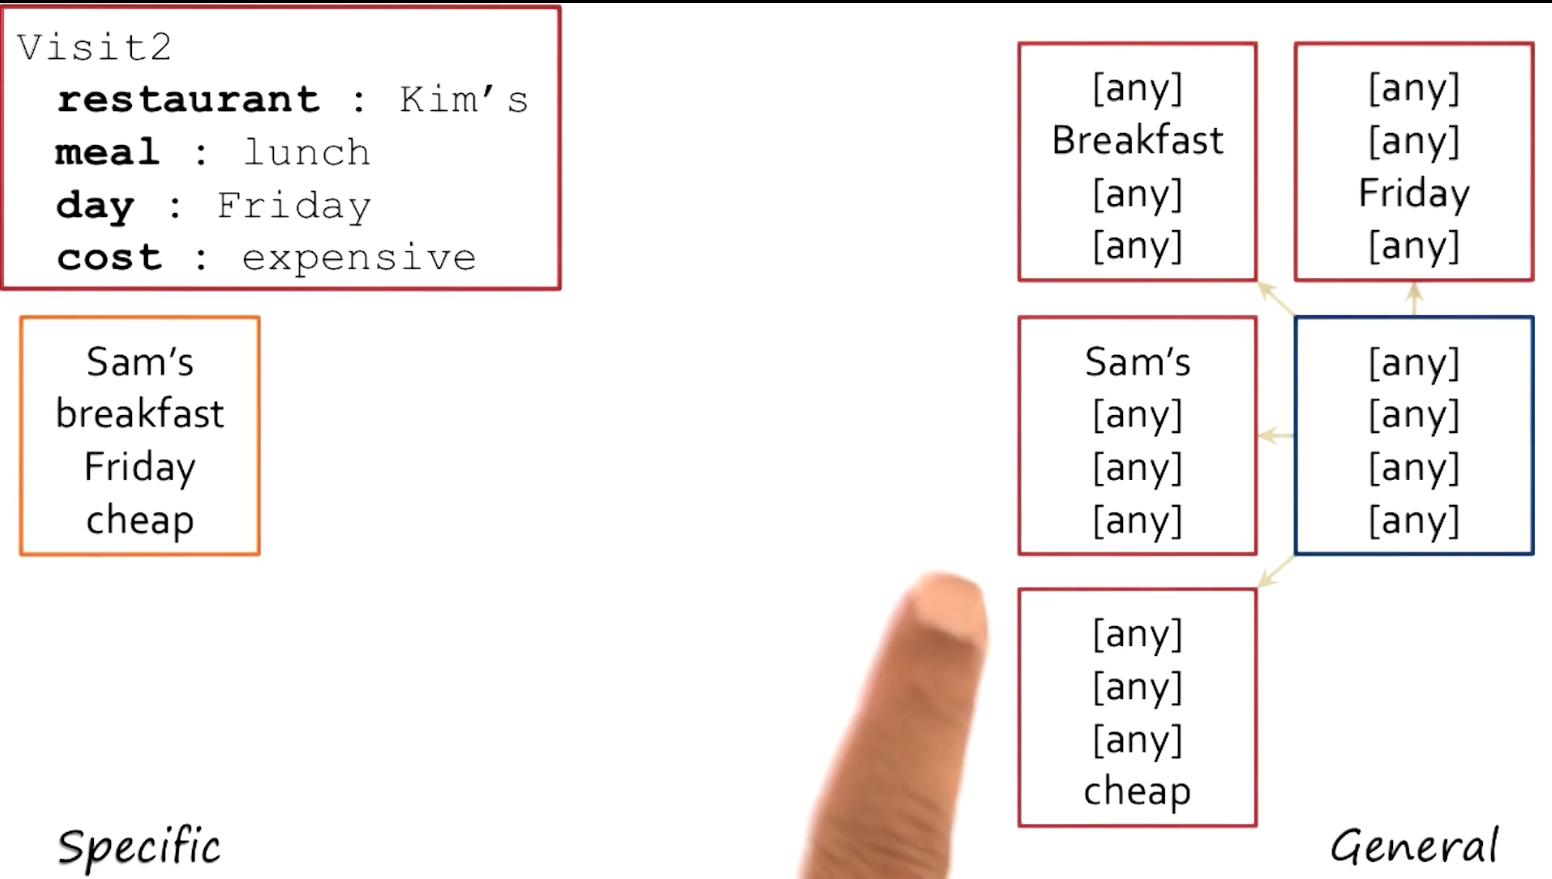 Visit2
restaurant : Kim's
meal : lunch
day : Friday
cost : expensive
Sam's
breakfast
Friday
cheap
[any]
Breakfast
[any]
[any]
[any]
[any]
Friday
[any]
Sam's
[any]
[any]
[any]
[any]
[any]
[any]
[any]
[any]
[any]
[any]
cheap
Specific
General